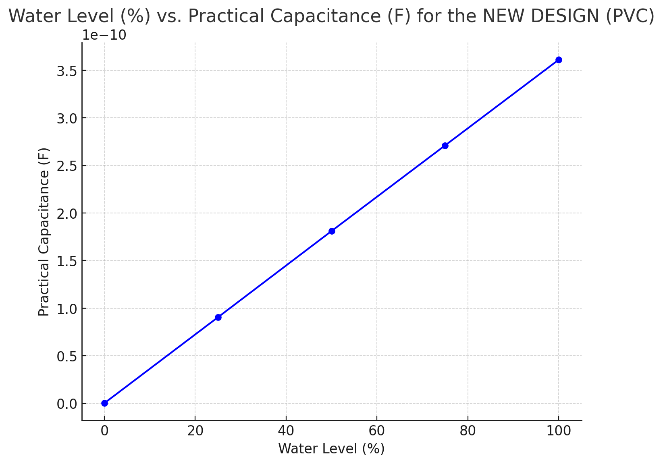 Water Level (%) vs. Practical Capacitance (F) for the NEW DESIGN (PVC)
1e−10
3.5
3.0
2.5
2.0
1.5
1.0
0.5
0.0
Practical Capacitance (F)
0 20 40 60 80 100
Water Level (%)